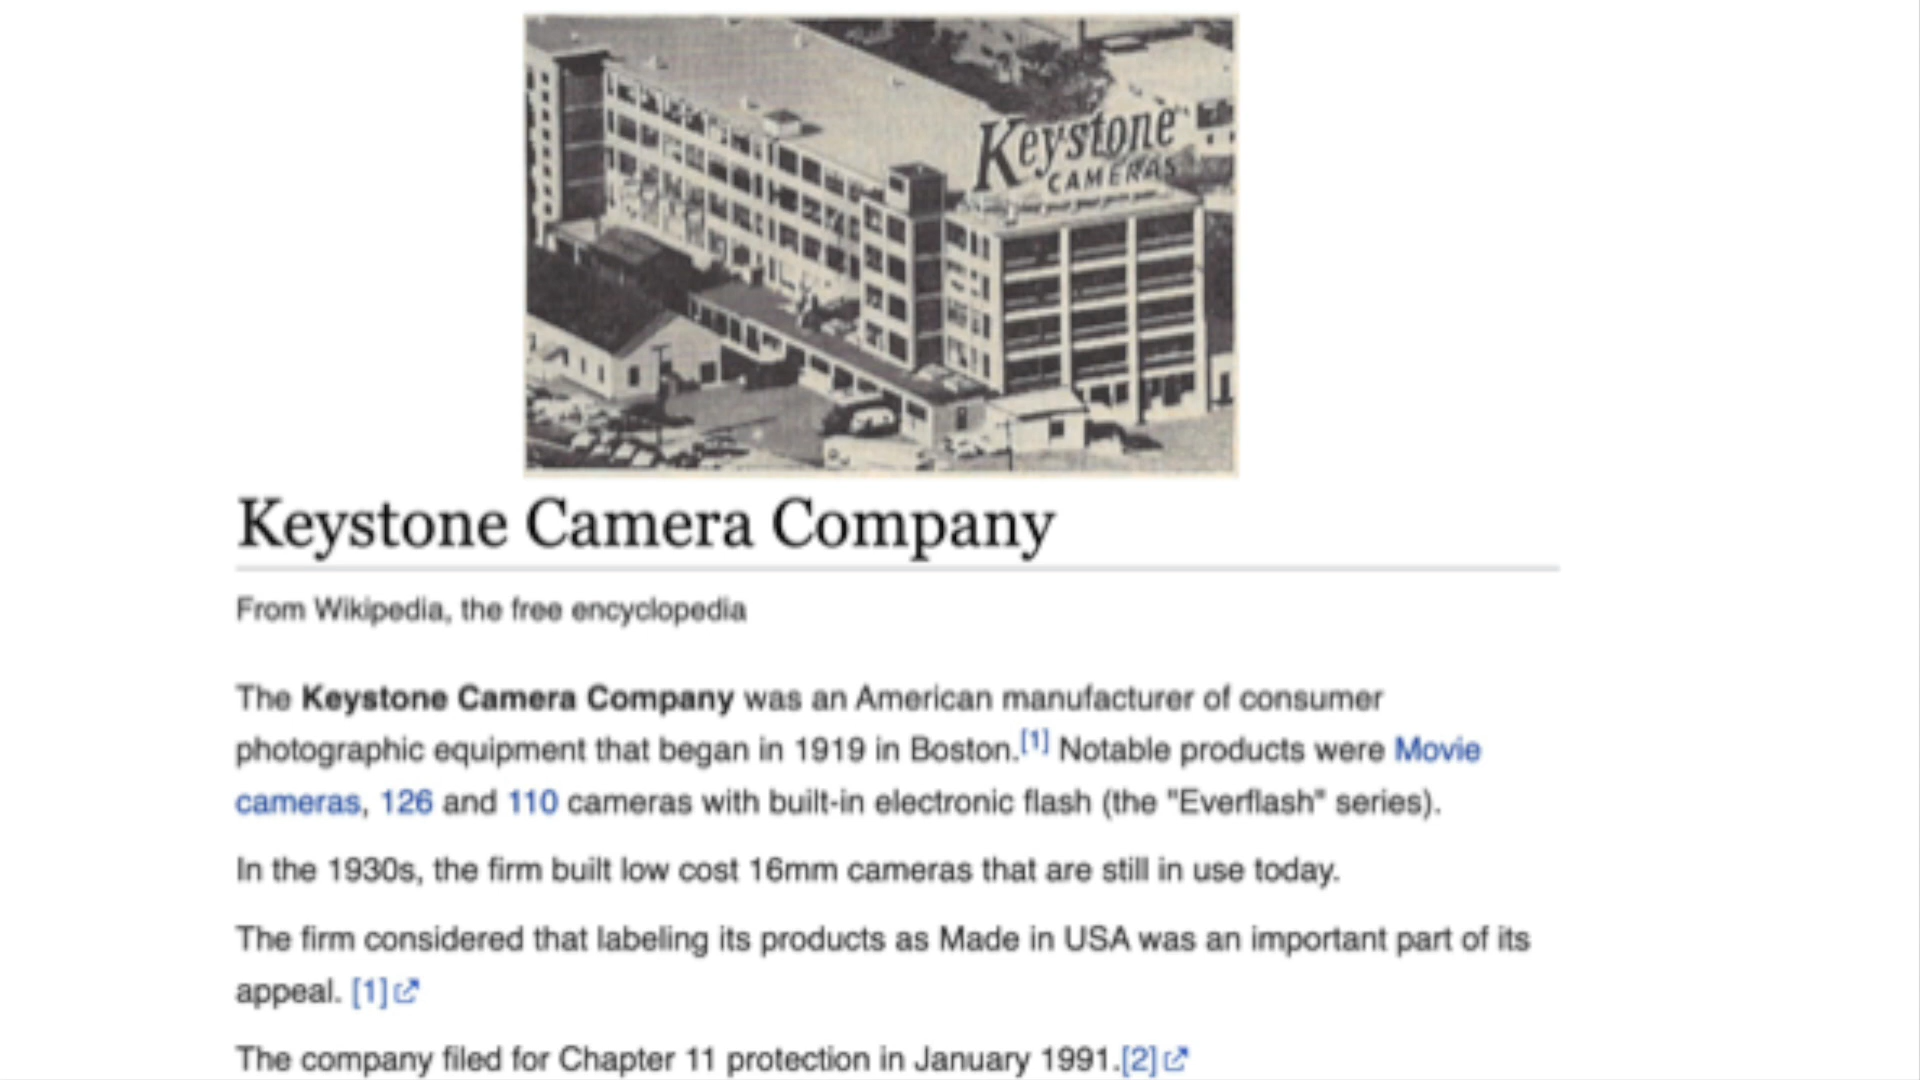 Keystone
CAMERAS
Keystone Camera Company
From Wikipedia, the free encyclopedia
The Keystone Camera Company was an American manufacturer of consumer
photographic equipment that began in 1919 in Boston.[1] Notable products were Movie
cameras, 126 and 110 cameras with built-in electronic flash (the "Everflash" series).
In the 1930s, the firm built low cost 16mm cameras that are still in use today.
The firm considered that labeling its products as Made in USA was an important part of its
appeal. [1]
The company filed for Chapter 11 protection in January 1991.[2]